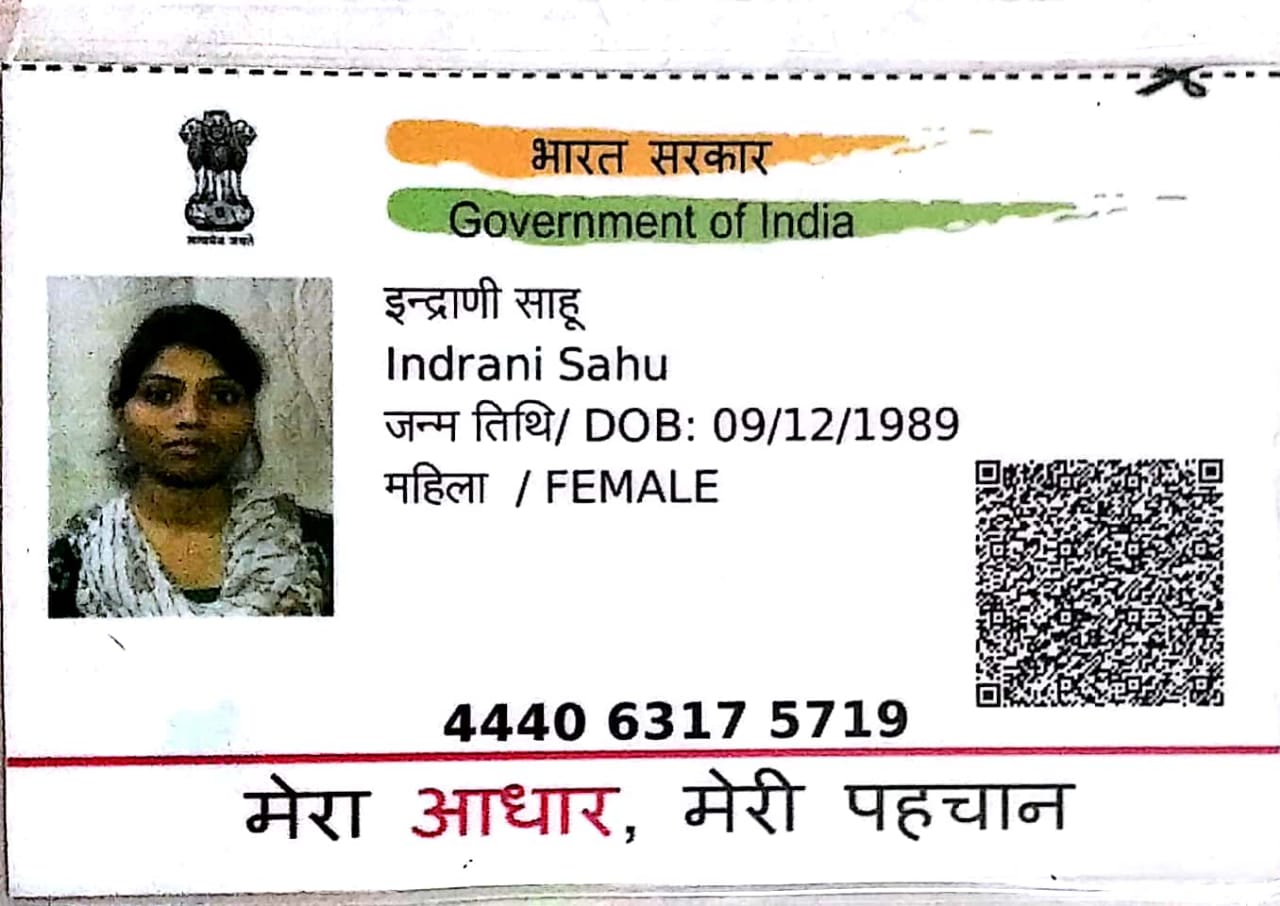 भारत सरकार
Government of India
सत्यमेव जयते
इन्द्राणी साहू
Indrani Sahu
जन्म तिथि/ DOB: 09/12/1989
महिला / FEMALE
4440 6317 5719
मेरा आधार, मेरी पहचान